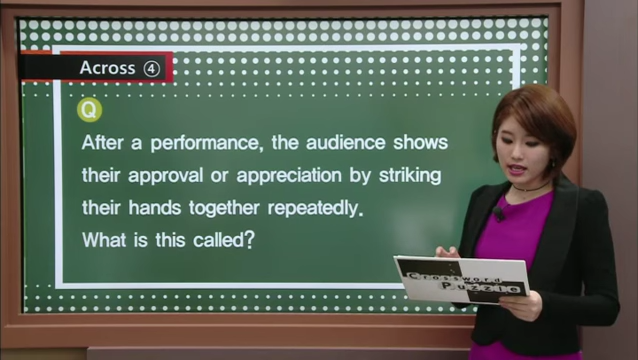 Across ④
Q
After a performance, the audience shows
their approval or appreciation by striking
their hands together repeatedly.
What is this called?
Crossword
Puzzle